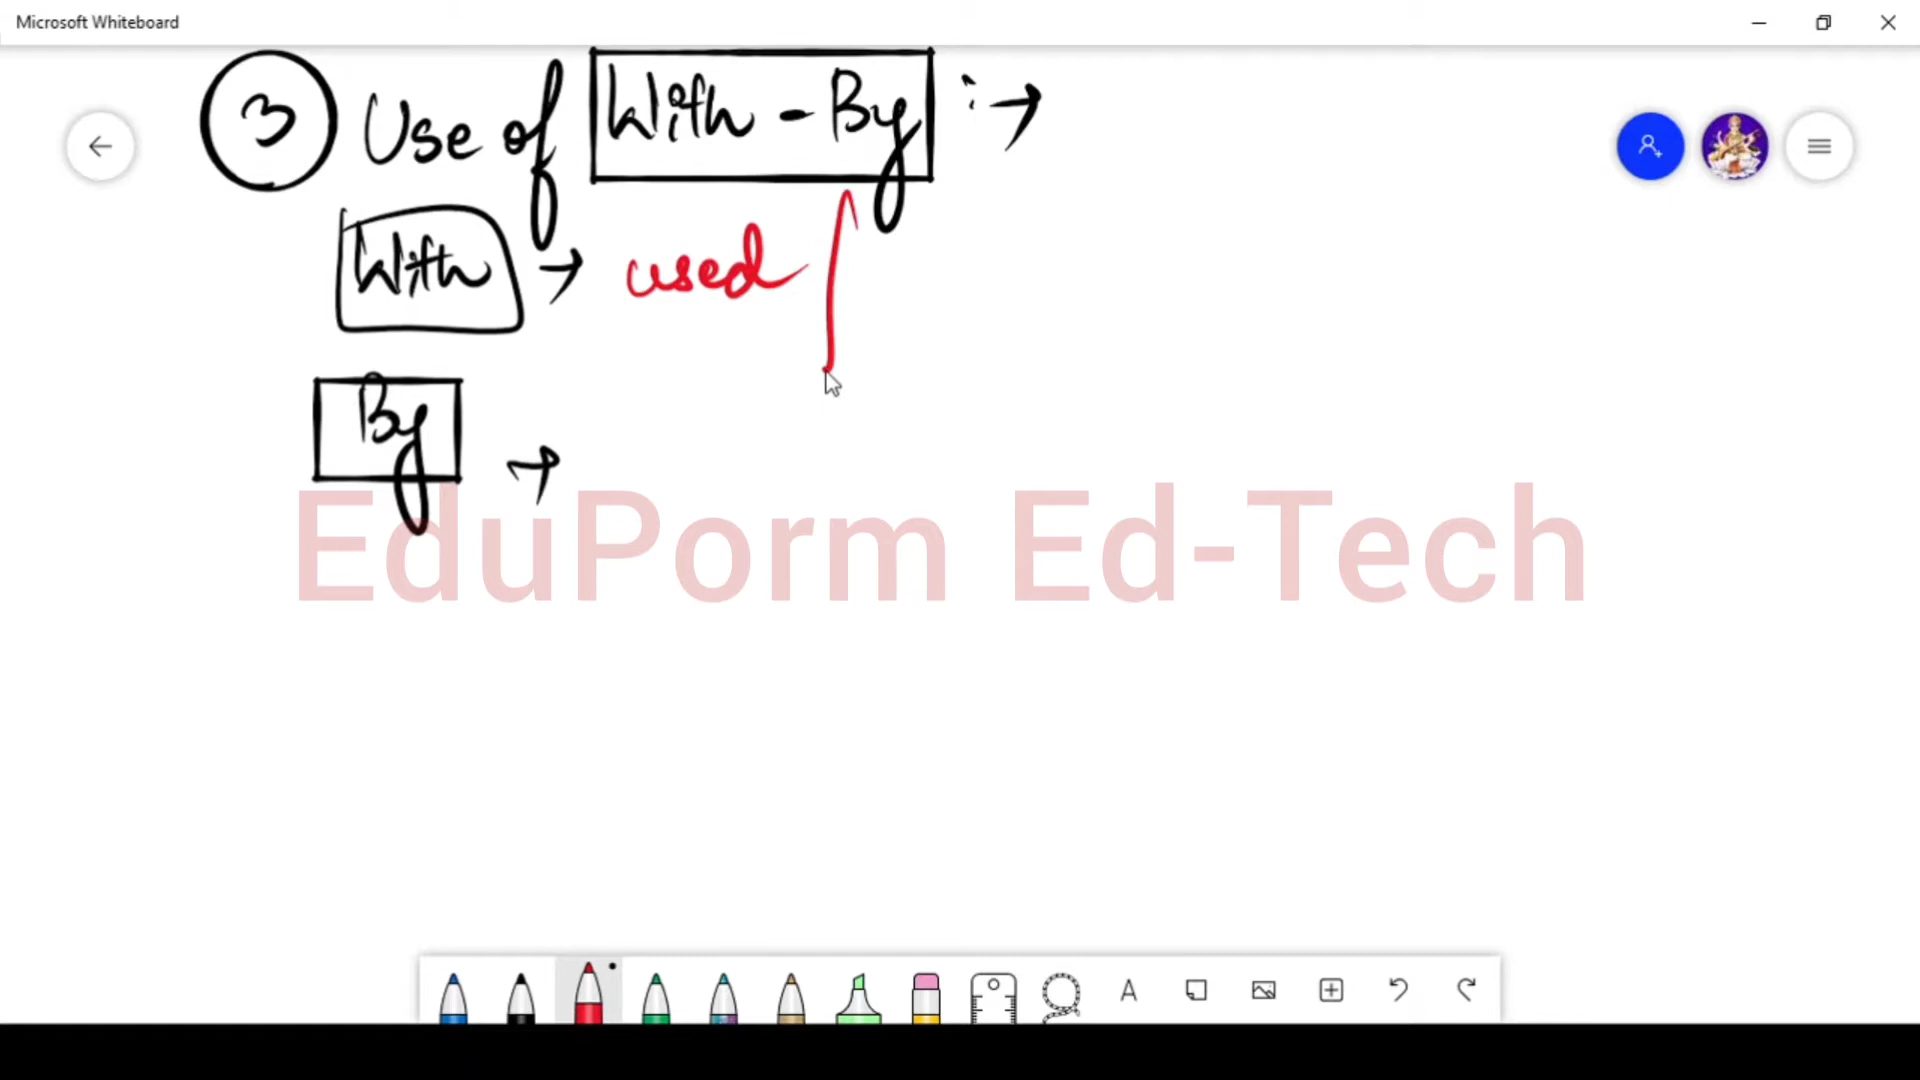 Microsoft Whiteboard
3 Use of With - By :→
With → used
By →
EduPorm Ed-Tech